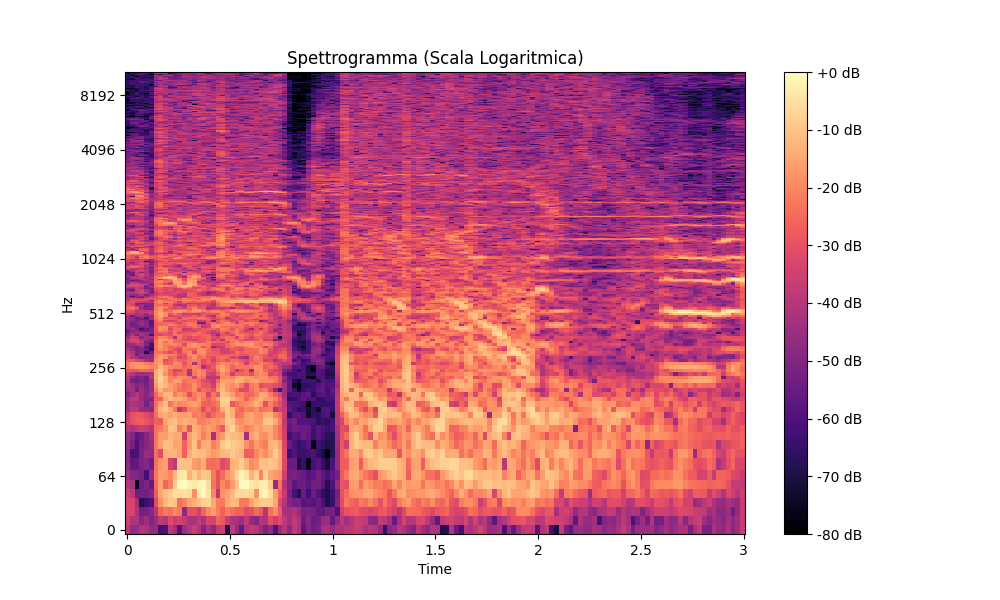 Spettrogramma (Scala Logaritmica)
Hz
8192
4096
2048
1024
512
256
128
64
0
0
0.5
1
1.5
2
2.5
3
Time
+0 dB
-10 dB
-20 dB
-30 dB
-40 dB
-50 dB
-60 dB
-70 dB
-80 dB